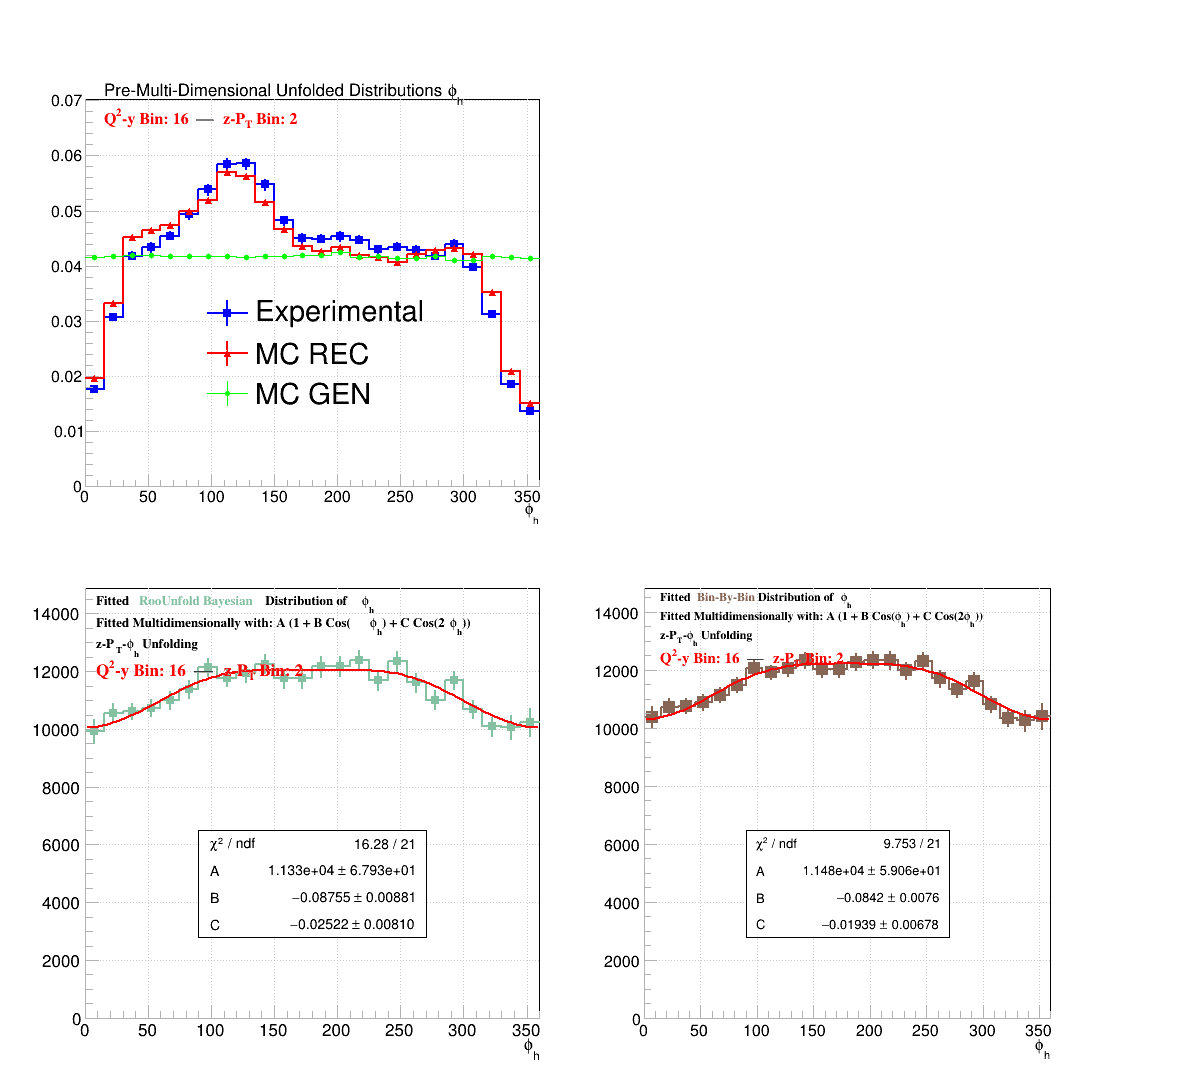 Pre-Multi-Dimensional Unfolded Distributions ϕh
Q2-y Bin: 16 — z-PT Bin: 2
0.07
0.06
0.05
0.04
0.03
0.02
0.01
0
Experimental
MC REC
MC GEN
0 50 100 150 200 250 300 350
ϕh
Fitted RooUnfold Bayesian Distribution of ϕh
Fitted Multidimensionally with: A (1 + B Cos( ϕh) + C Cos(2 ϕh))
z-PT-ϕh Unfolding
Q2-y Bin: 16 — z-PT Bin: 2
14000
12000
10000
8000
6000
4000
2000
0
χ2 / ndf 16.28 / 21
A 1.133e+04 ± 6.793e+01
B −0.08755 ± 0.00881
C −0.02522 ± 0.00810
0 50 100 150 200 250 300 350
ϕh
Fitted Bin-By-Bin Distribution of ϕh
Fitted Multidimensionally with: A (1 + B Cos(ϕh) + C Cos(2ϕh))
z-PT-ϕh Unfolding
Q2-y Bin: 16 — z-PT Bin: 2
14000
12000
10000
8000
6000
4000
2000
0
χ2 / ndf 9.753 / 21
A 1.148e+04 ± 5.906e+01
B −0.0842 ± 0.0076
C −0.01939 ± 0.00678
0 50 100 150 200 250 300 350
ϕh